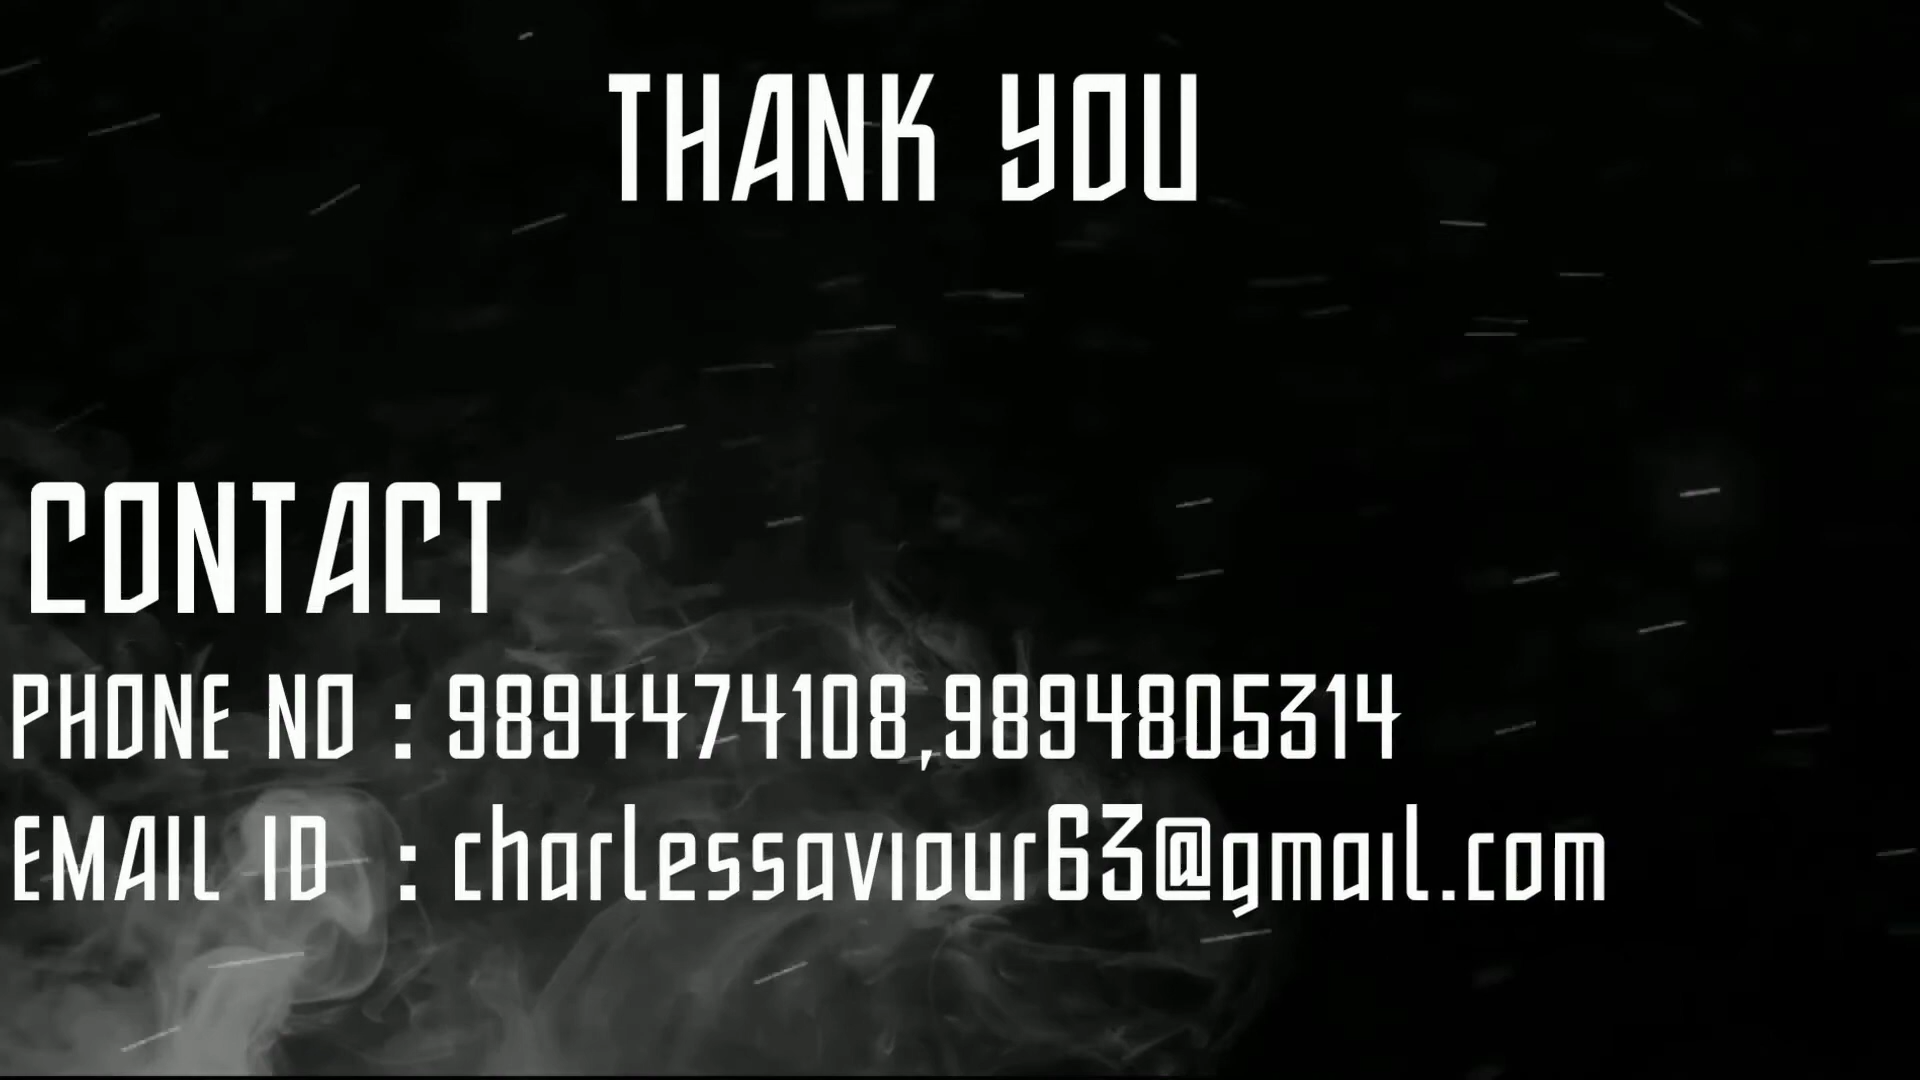 THANK YOU
CONTACT
PHONE NO : 9894474108,9894805314
EMAIL ID : charlessaviour63@gmail.com